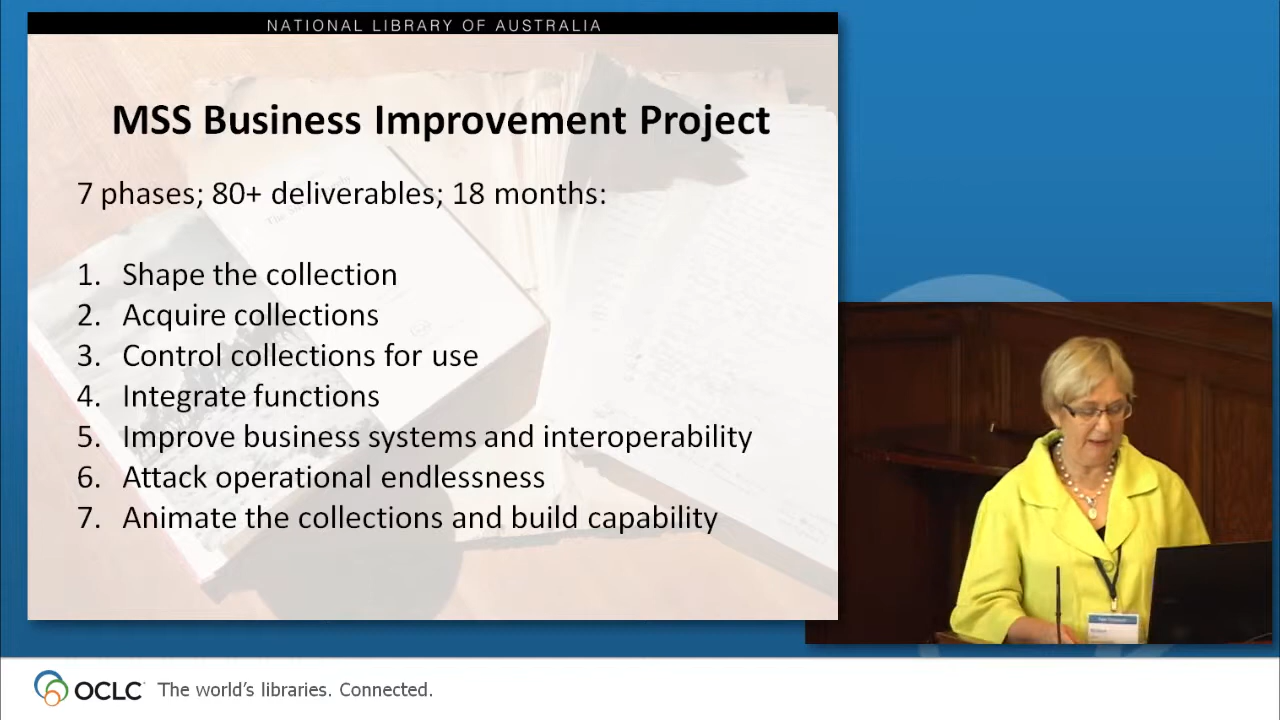 NATIONAL LIBRARY OF AUSTRALIA
MSS Business Improvement Project
7 phases; 80+ deliverables; 18 months:
1. Shape the collection
2. Acquire collections
3. Control collections for use
4. Integrate functions
5. Improve business systems and interoperability
6. Attack operational endlessness
7. Animate the collections and build capability
OCLC The world's libraries. Connected.